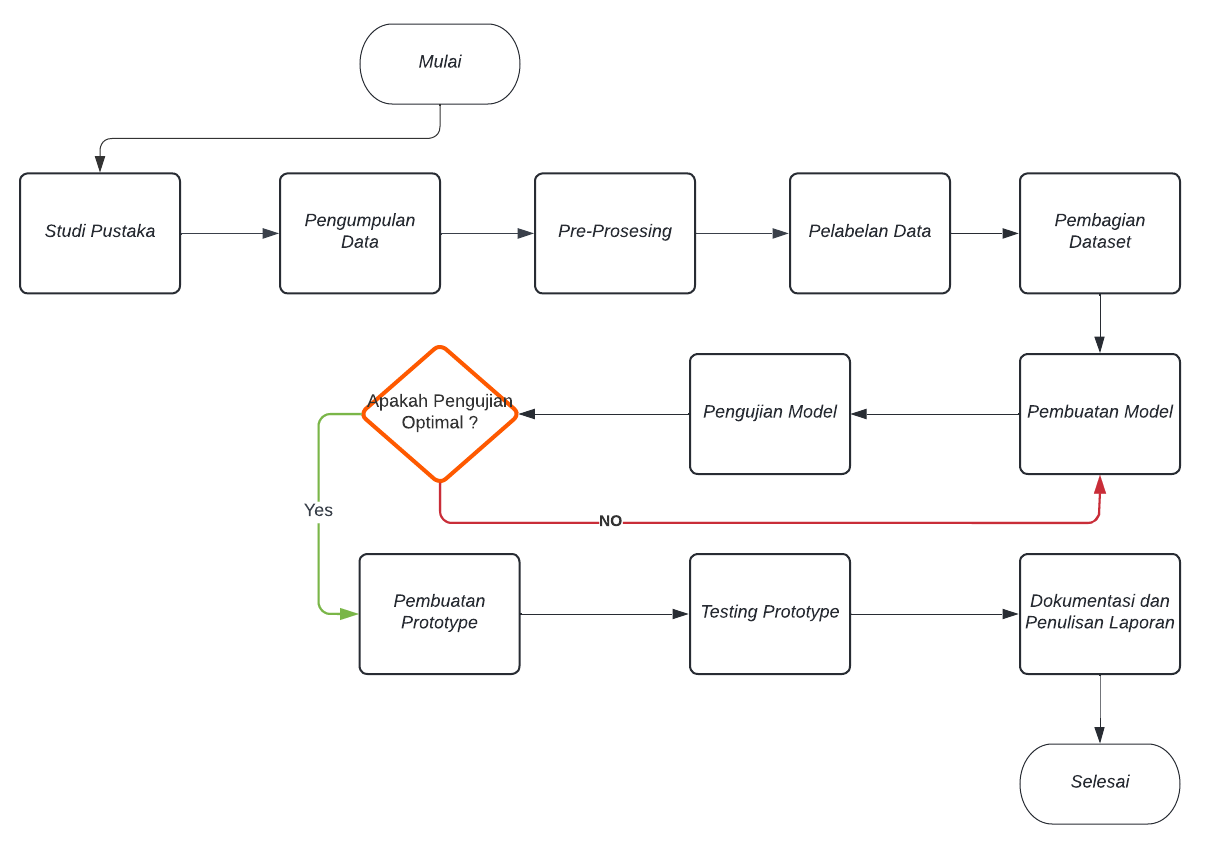 Mulai
Studi Pustaka
Pengumpulan
Data
Pre-Prosesing
Pelabelan Data
Pembagian
Dataset
Pembuatan Model
Pengujian Model
Apakah Pengujian
Optimal ?
Yes
NO
Pembuatan
Prototype
Testing Prototype
Dokumentasi dan
Penulisan Laporan
Selesai